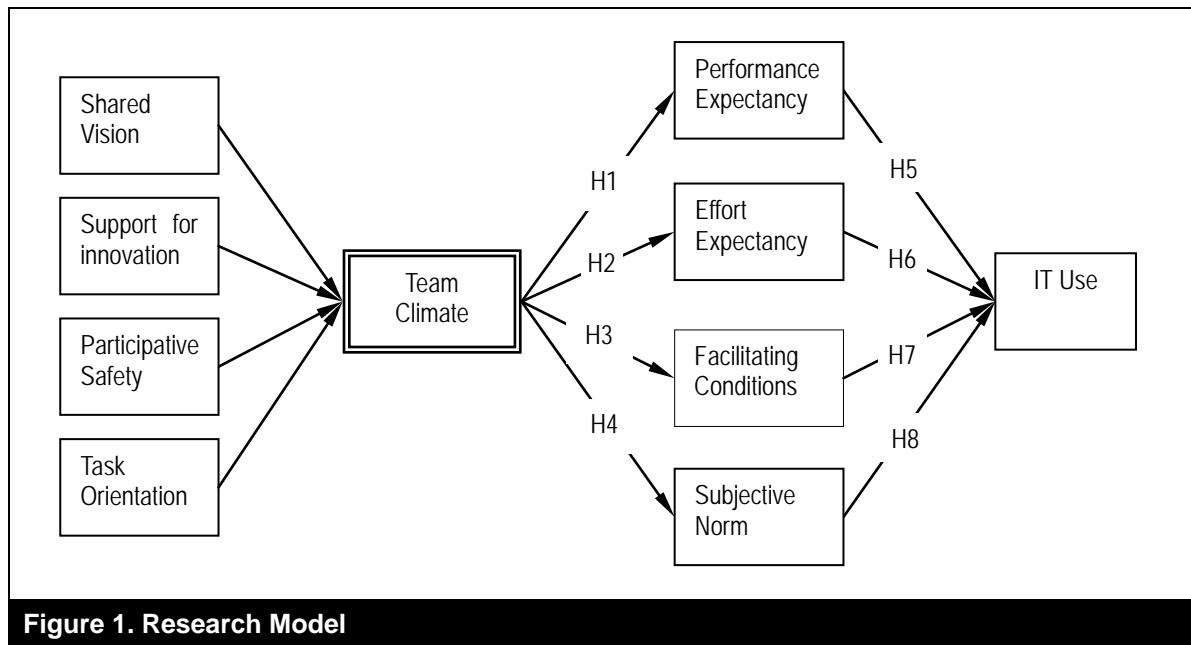 Shared
Vision
Support for
innovation
Participative
Safety
Task
Orientation
Team
Climate
H1
H2
H3
H4
Performance
Expectancy
Effort
Expectancy
Facilitating
Conditions
Subjective
Norm
H5
H6
H7
H8
IT Use
Figure 1. Research Model